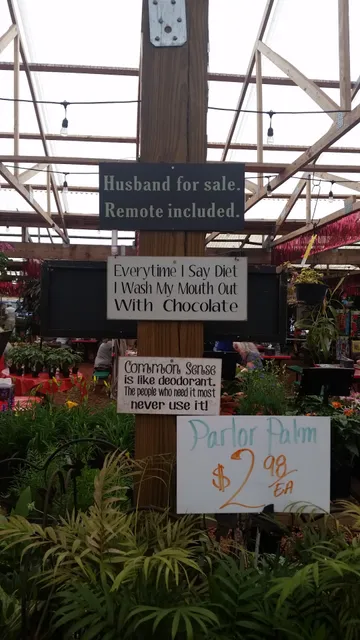 Husband for sale.
Remote included.
Everytime I Say Diet
I Wash My Mouth Out
With Chocolate
Common Sense
is like deodorant.
The people who need it most
never use it!
Parlor Palm
$2.98
EA